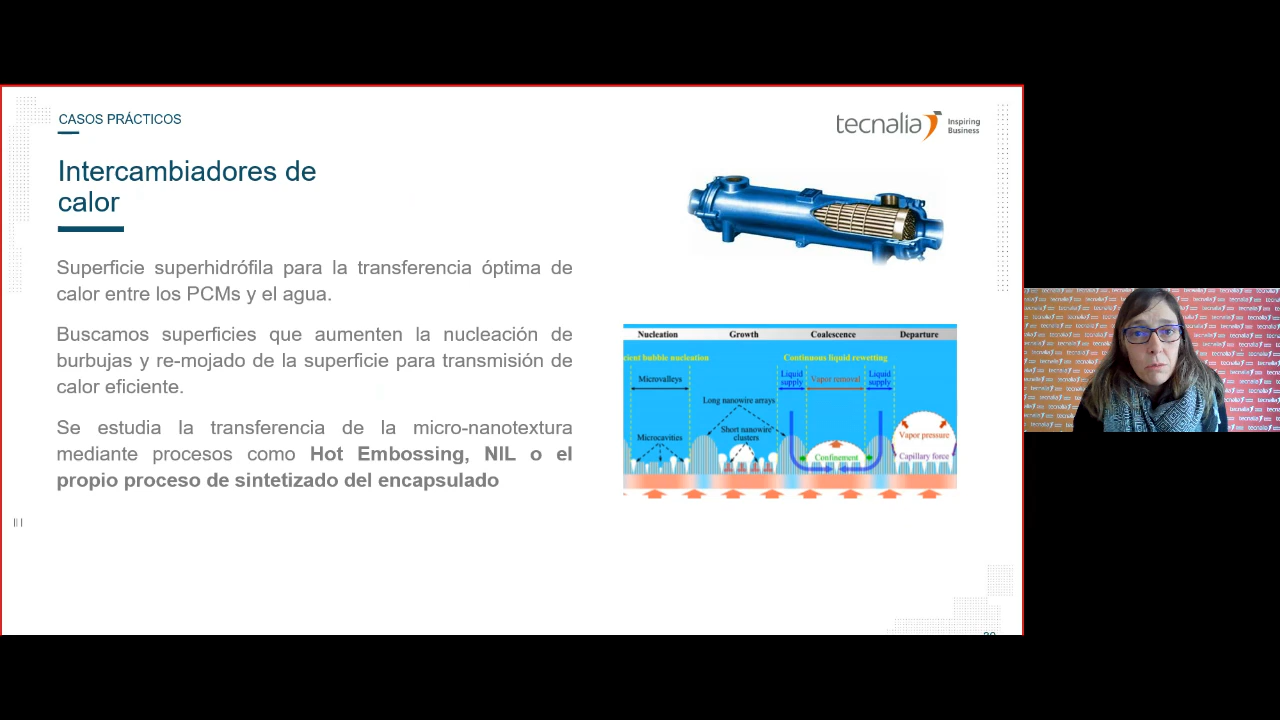 CASOS PRÁCTICOS
tecnalia Inspiring
Business
Intercambiadores de
calor
Superficie superhidrófila para la transferencia óptima de
calor entre los PCMs y el agua.
Buscamos superficies que aumenten la nucleación de
burbujas y re-mojado de la superficie para transmisión de
calor eficiente.
Se estudia la transferencia de la micro-nanotextura
mediante procesos como Hot Embossing, NIL o el
propio proceso de sintetizado del encapsulado
Nucleation Growth Coalescence Departure
cient bubble nucleation Continuous liquid rewetting
Microvalleys
Liquid
supply
Vapor removal
Liquid
supply
Long nanowire arrays
Short nanowire
clusters
Microcavities
Confinement
Vapor pressure
Capillary force